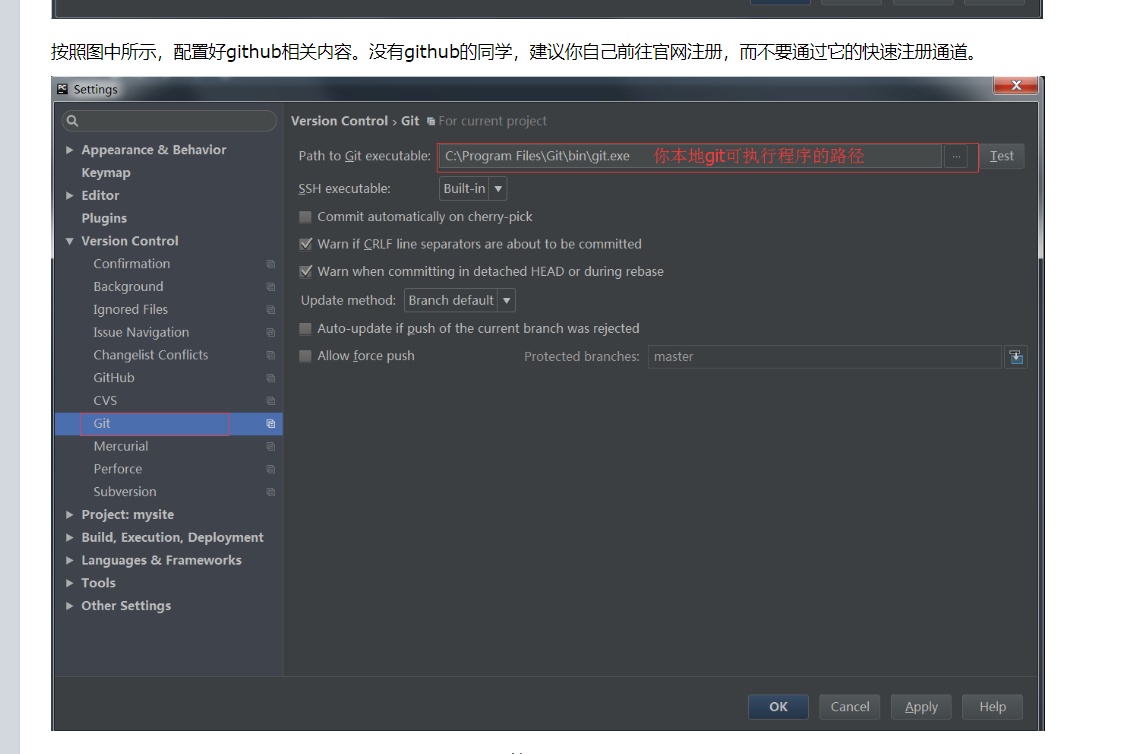 按照图中所示，配置好github相关内容。没有github的同学，建议你自己前往官网注册，而不要通过它的快速注册通道。
PC Settings X
Version Control › Git For current project
Appearance & Behavior
Path to Git executable: C:\Program Files\Git\bin\git.exe 你本地git可执行程序的路径 ... Test
Keymap
SSH executable: Built-in
Editor
Commit automatically on cherry-pick
Plugins
Version Control
Warn if CRLF line separators are about to be committed
Confirmation
Warn when committing in detached HEAD or during rebase
Background
Update method: Branch default
Ignored Files
Issue Navigation
Auto-update if push of the current branch was rejected
Changelist Conflicts
Allow force push Protected branches: master
GitHub
CVS
Git
Mercurial
Perforce
Subversion
Project: mysite
Build, Execution, Deployment
Languages & Frameworks
Tools
Other Settings
OK Cancel Apply Help